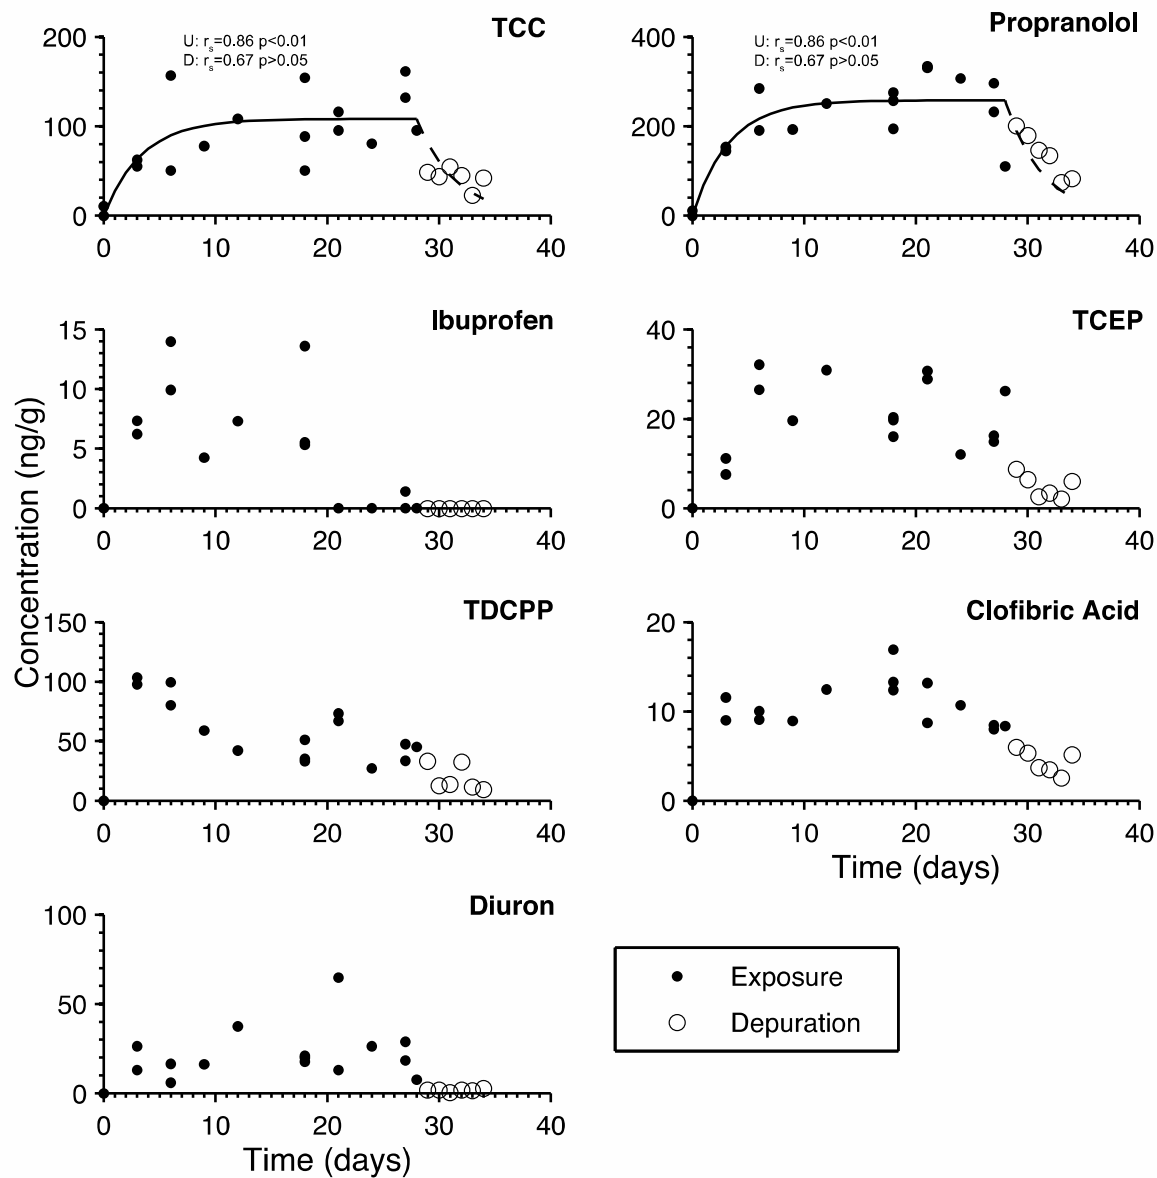 TCC
U: rs=0.86 p<0.01
D: rs=0.67 p>0.05
200
100
0
0 10 20 30 40
Propranolol
U: rs=0.86 p<0.01
D: rs=0.67 p>0.05
400
200
0
0 10 20 30 40
Ibuprofen
15
10
5
0
0 10 20 30 40
TCEP
40
20
0
0 10 20 30 40
Concentration (ng/g)
TDCPP
150
100
50
0
0 10 20 30 40
Clofibric Acid
20
10
0
0 10 20 30 40
Time (days)
Diuron
100
50
0
0 10 20 30 40
Time (days)
Exposure
Depuration